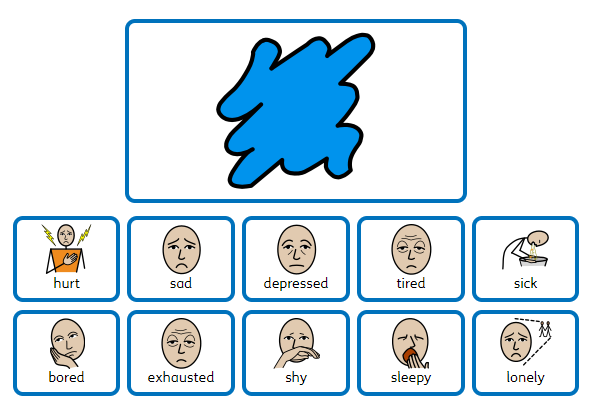 hurt
sad
depressed
tired
sick
bored
exhausted
shy
sleepy
lonely